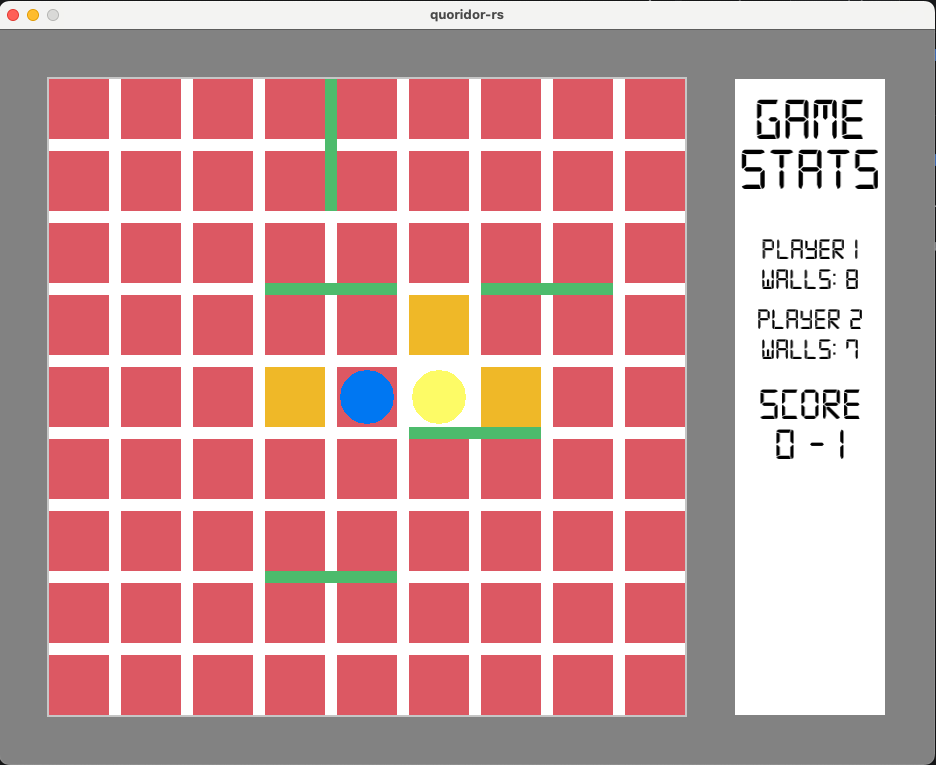 quoridor-rs
GAME
STATS
PLAYER 1
WALLS: 8
PLAYER 2
WALLS: 7
SCORE
0 - 1